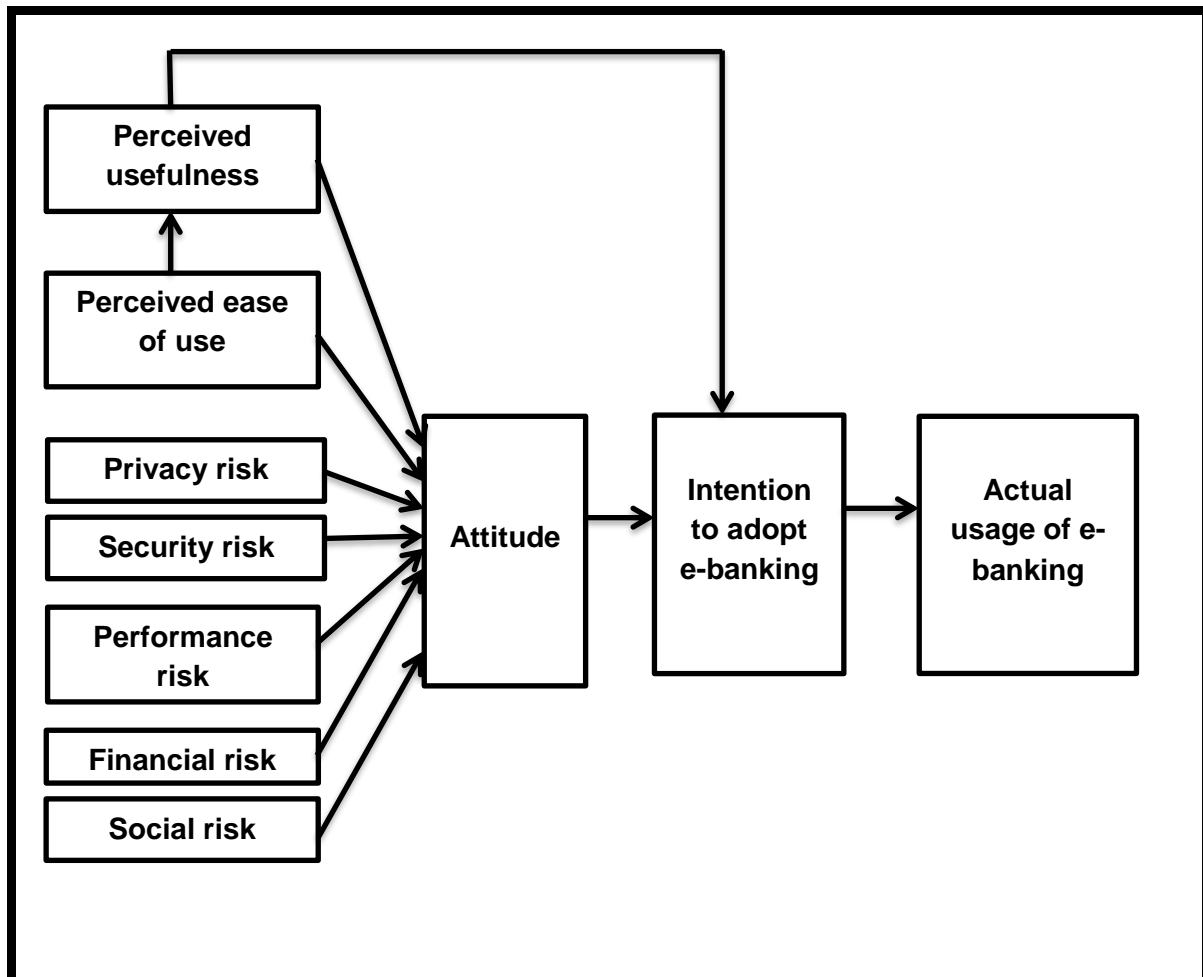 Perceived
usefulness
Perceived ease
of use
Privacy risk
Security risk
Performance
risk
Financial risk
Social risk
Attitude
Intention
to adopt
e-banking
Actual
usage of e-
banking